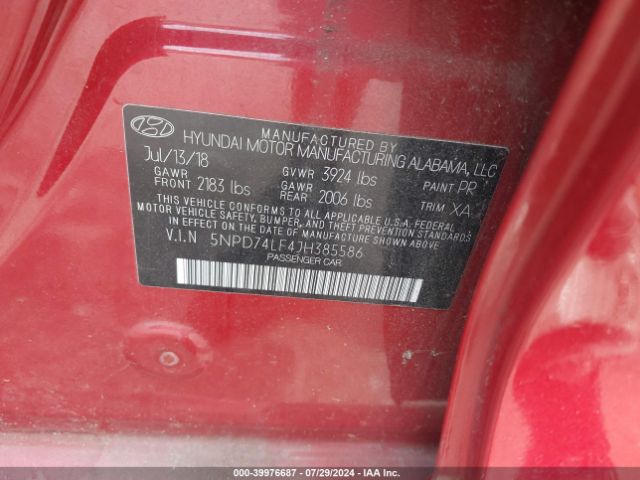 MANUFACTURED BY
HYUNDAI MOTOR MANUFACTURING ALABAMA, LLC
Jul/13/18 GVWR 3924 lbs PAINT PR
GAWR FRONT 2183 lbs GAWR REAR 2006 lbs TRIM XA
THIS VEHICLE CONFORMS TO ALL APPLICABLE U.S.A FEDERAL
MOTOR VEHICLE SAFETY, BUMPER, AND THEFT PREVENTION STANDARDS
IN EFFECT ON THE DATE OF MANUFACTURE SHOWN ABOVE.
V.I.N 5NPD74LF4JH385586
PASSENGER CAR
000-39976687 - 07/29/2024 - IAA Inc.